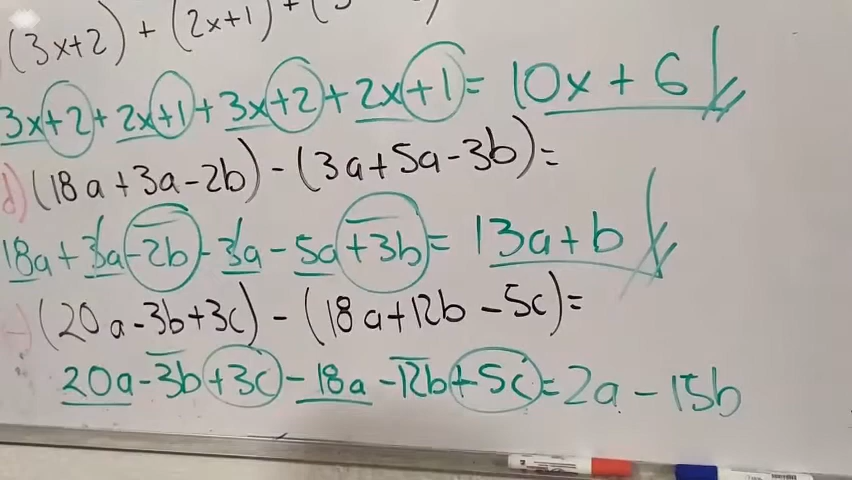 (3x+2) + (2x+1) + (3
3x+2+2x+1+3x+2+2x+1= 10x+6
d) (18a+3a-2b)-(3a+5a-3b)=
18a+3a-2b-3a-5a+3b= 13a+b
(20a-3b+3c)-(18a+12b-5c)=
20a-3b+3c-18a-12b+5c=2a-15b